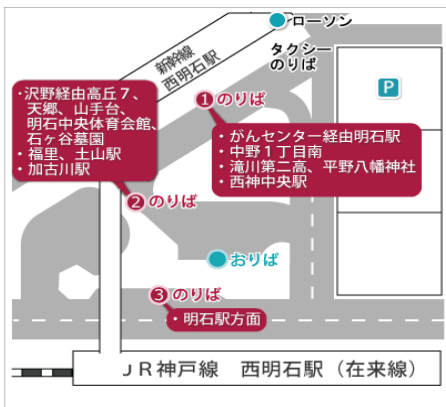 ローソン
タクシー
のりば
新幹線
西明石駅
P
・沢野経由高丘７、
天郷、山手台、
明石中央体育会館、
石ヶ谷墓園
・福里、土山駅
・加古川駅
1 のりば
・がんセンター経由明石駅
・中野１丁目南
・滝川第二高、平野八幡神社
・西神中央駅
2 のりば
おりば
3 のりば
・明石駅方面
ＪＲ神戸線　西明石駅（在来線）